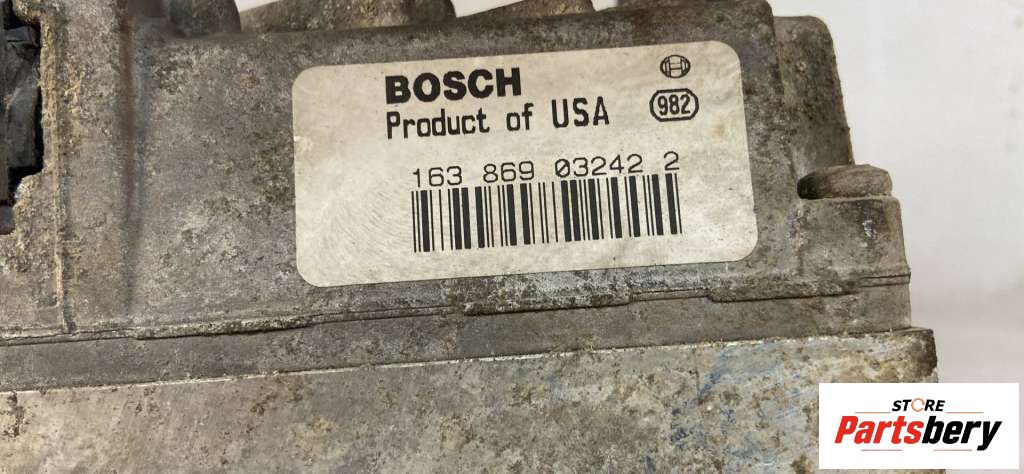 BOSCH
982
Product of USA
163 869 03242 2
STORE
Partsbery